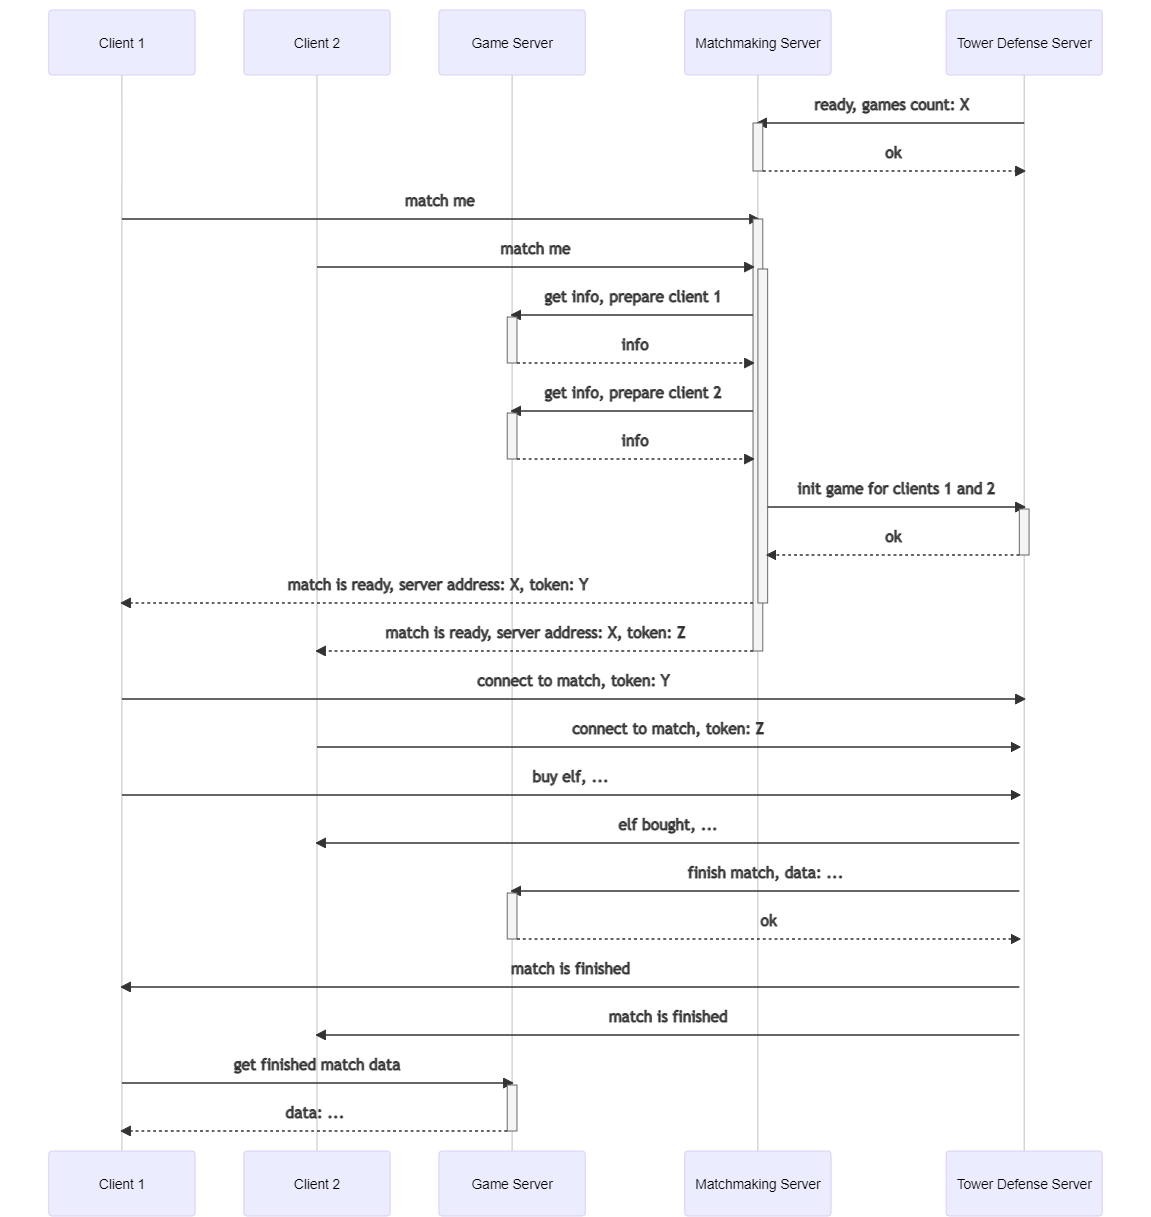 Client 1
Client 2
Game Server
Matchmaking Server
Tower Defense Server
ready, games count: X
ok
match me
match me
get info, prepare client 1
info
get info, prepare client 2
info
init game for clients 1 and 2
ok
match is ready, server address: X, token: Y
match is ready, server address: X, token: Z
connect to match, token: Y
connect to match, token: Z
buy elf, ...
elf bought, ...
finish match, data: ...
ok
match is finished
match is finished
get finished match data
data: ...
Client 1
Client 2
Game Server
Matchmaking Server
Tower Defense Server